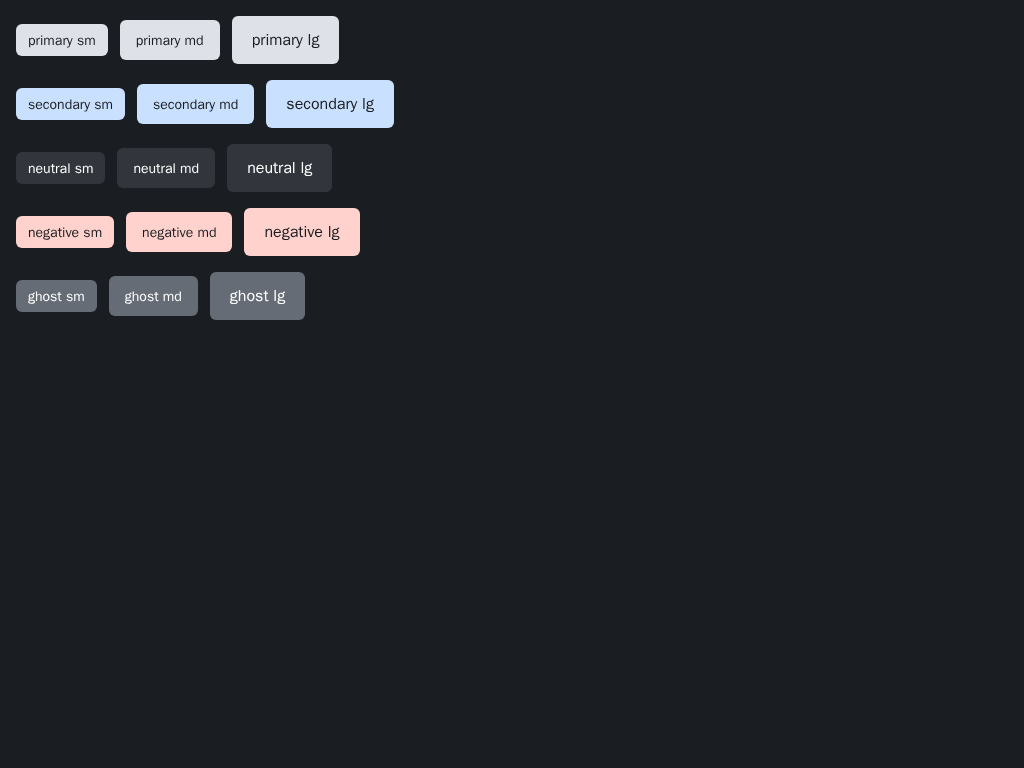 primary sm primary md primary lg
secondary sm secondary md secondary lg
neutral sm neutral md neutral lg
negative sm negative md negative lg
ghost sm ghost md ghost lg